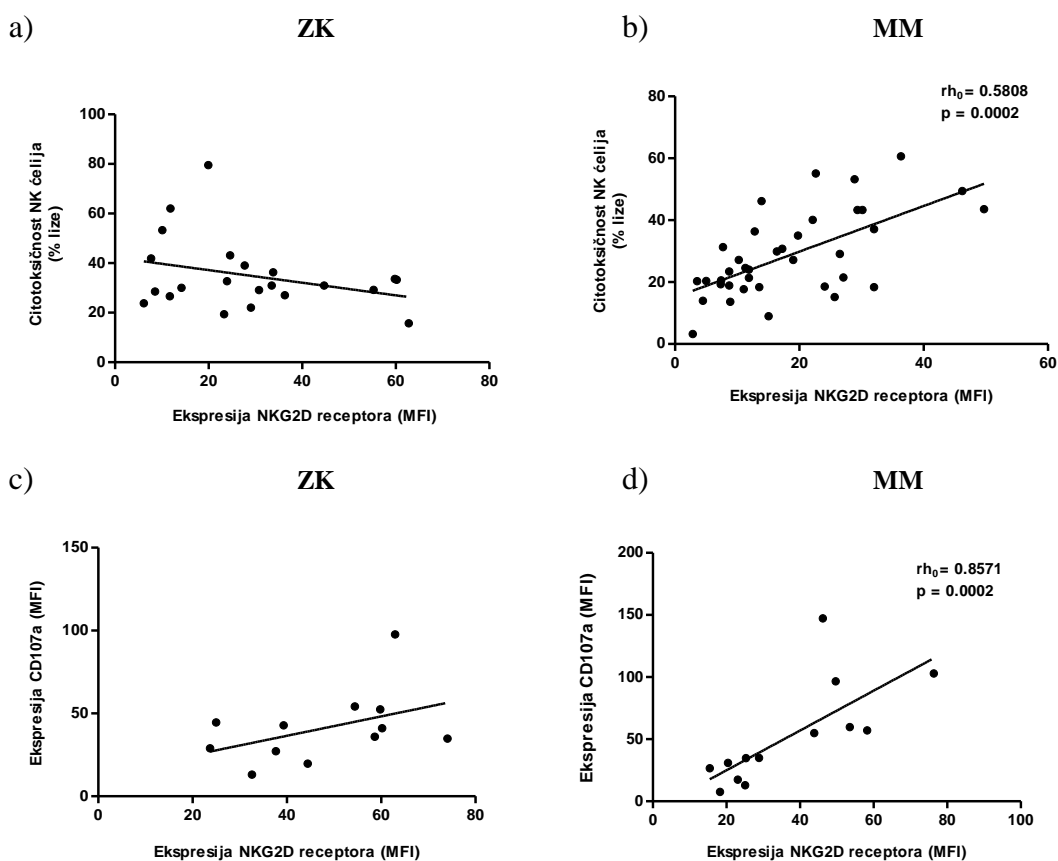 a) ZK
100
80
60
40
20
0
Citotoksičnost NK ćelija
(% lize)
0 20 40 60 80
Ekspresija NKG2D receptora (MFI)
b) MM
rh₀= 0.5808
p = 0.0002
80
60
40
20
0
Citotoksičnost NK ćelija
(% lize)
0 20 40 60
Ekspresija NKG2D receptora (MFI)
c) ZK
150
100
50
0
Ekspresija CD107a (MFI)
0 20 40 60 80
Ekspresija NKG2D receptora (MFI)
d) MM
rh₀= 0.8571
p = 0.0002
200
150
100
50
0
Ekspresija CD107a (MFI)
0 20 40 60 80 100
Ekspresija NKG2D receptora (MFI)